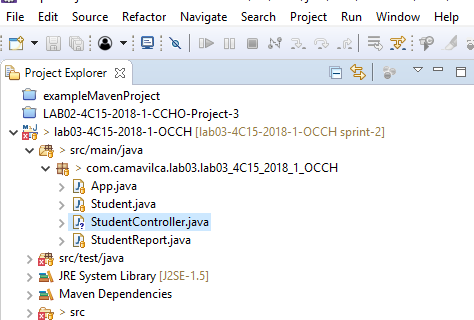 File Edit Source Refactor Navigate Search Project Run Window Help
Project Explorer
exampleMavenProject
LAB02-4C15-2018-1-CCHO-Project-3
> lab03-4C15-2018-1-OCCH [lab03-4C15-2018-1-OCCH sprint-2]
> src/main/java
> com.camavilca.lab03.lab03_4C15_2018_1_OCCH
App.java
Student.java
StudentController.java
StudentReport.java
src/test/java
JRE System Library [J2SE-1.5]
Maven Dependencies
> src